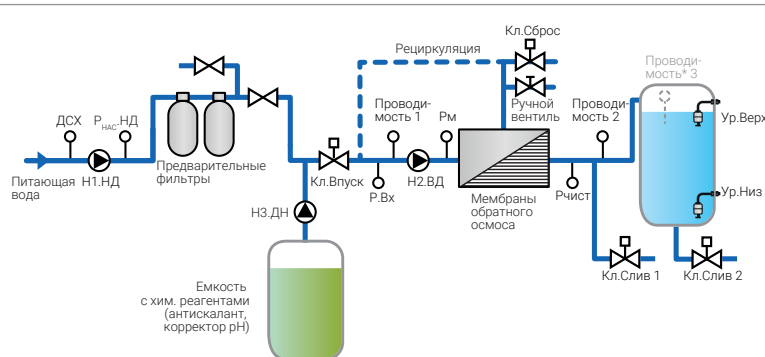 Кл.Сброс
Рециркуляция
Проводи-
мость* 3
ДСХ
PНАС.НД
Проводи-
мость 1
Рм
Ручной
вентиль
Проводи-
мость 2
Ур.Верх
Питающая
вода
Н1.НД
Предварительные
фильтры
Кл.Впуск
Р.Вх
Н2.ВД
Мембраны
обратного
осмоса
Рчист
Ур.Низ
Н3.ДН
Кл.Слив 1
Кл.Слив 2
Емкость
с хим. реагентами
(антискалант,
корректор pH)